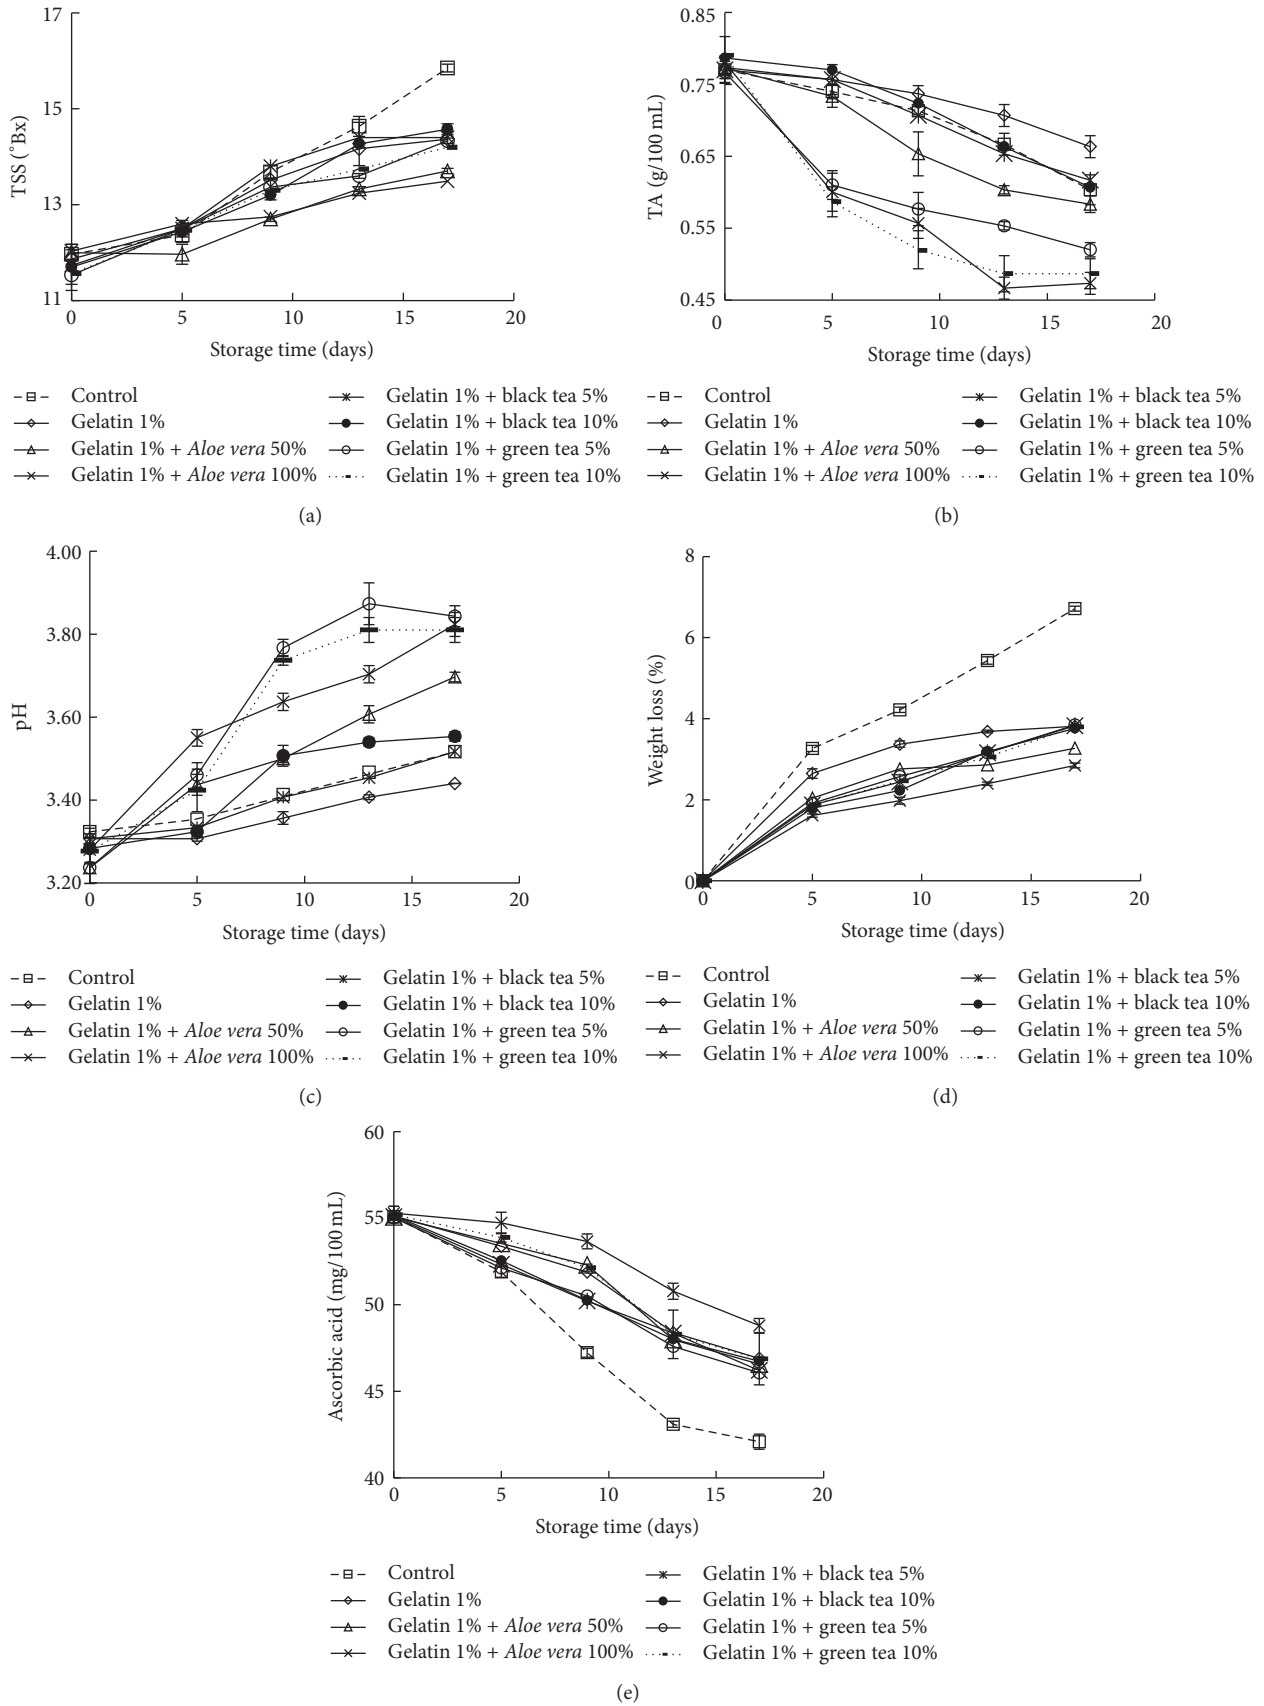 17
15
13
11
TSS (°Bx)
0 5 10 15 20
Storage time (days)
Control
Gelatin 1%
Gelatin 1% + Aloe vera 50%
Gelatin 1% + Aloe vera 100%
Gelatin 1% + black tea 5%
Gelatin 1% + black tea 10%
Gelatin 1% + green tea 5%
Gelatin 1% + green tea 10%
(a)
0.85
0.75
0.65
0.55
0.45
TA (g/100 mL)
0 5 10 15 20
Storage time (days)
Control
Gelatin 1%
Gelatin 1% + Aloe vera 50%
Gelatin 1% + Aloe vera 100%
Gelatin 1% + black tea 5%
Gelatin 1% + black tea 10%
Gelatin 1% + green tea 5%
Gelatin 1% + green tea 10%
(b)
4.00
3.80
3.60
3.40
3.20
pH
0 5 10 15 20
Storage time (days)
Control
Gelatin 1%
Gelatin 1% + Aloe vera 50%
Gelatin 1% + Aloe vera 100%
Gelatin 1% + black tea 5%
Gelatin 1% + black tea 10%
Gelatin 1% + green tea 5%
Gelatin 1% + green tea 10%
(c)
8
6
4
2
0
Weight loss (%)
0 5 10 15 20
Storage time (days)
Control
Gelatin 1%
Gelatin 1% + Aloe vera 50%
Gelatin 1% + Aloe vera 100%
Gelatin 1% + black tea 5%
Gelatin 1% + black tea 10%
Gelatin 1% + green tea 5%
Gelatin 1% + green tea 10%
(d)
60
55
50
45
40
Ascorbic acid (mg/100 mL)
0 5 10 15 20
Storage time (days)
Control
Gelatin 1%
Gelatin 1% + Aloe vera 50%
Gelatin 1% + Aloe vera 100%
Gelatin 1% + black tea 5%
Gelatin 1% + black tea 10%
Gelatin 1% + green tea 5%
Gelatin 1% + green tea 10%
(e)